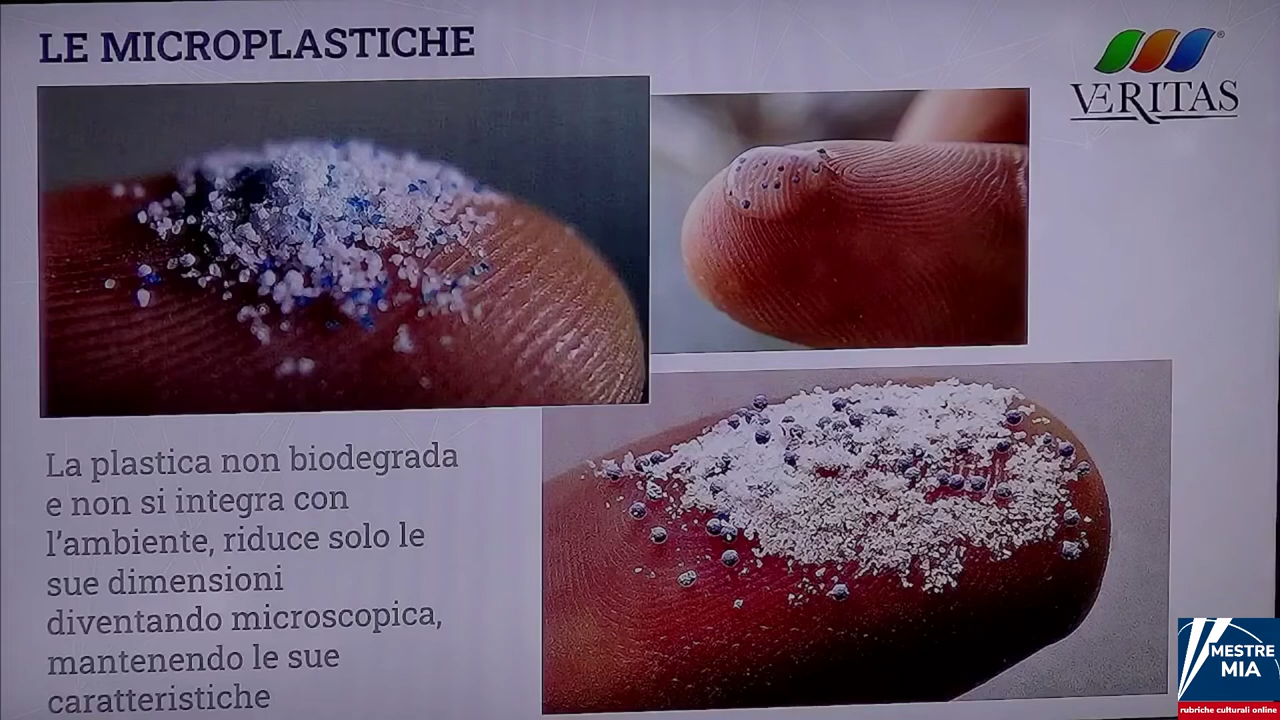 LE MICROPLASTICHE
VERITAS
La plastica non biodegrada
e non si integra con
l'ambiente, riduce solo le
sue dimensioni
diventando microscopica,
mantenendo le sue
caratteristiche
MESTRE
MIA
rubriche culturali online